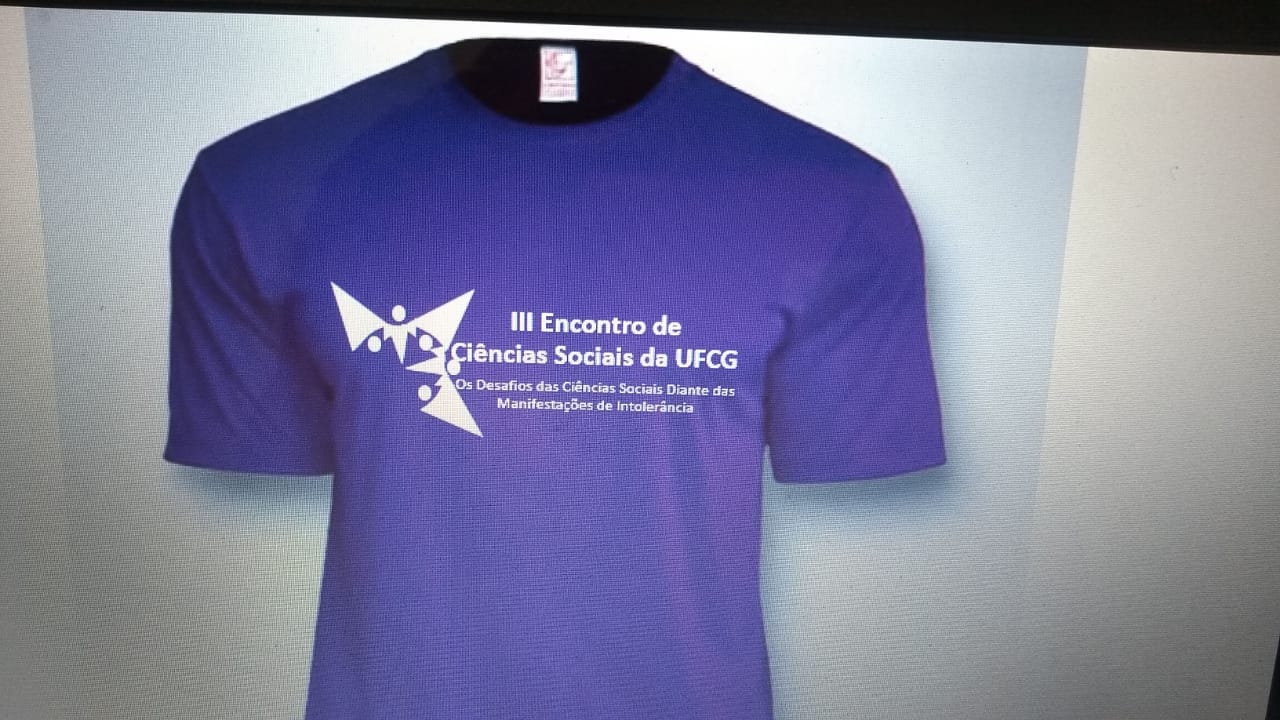 III Encontro de
Ciências Sociais da UFCG
Os Desafios das Ciências Sociais Diante das
Manifestações de Intolerância